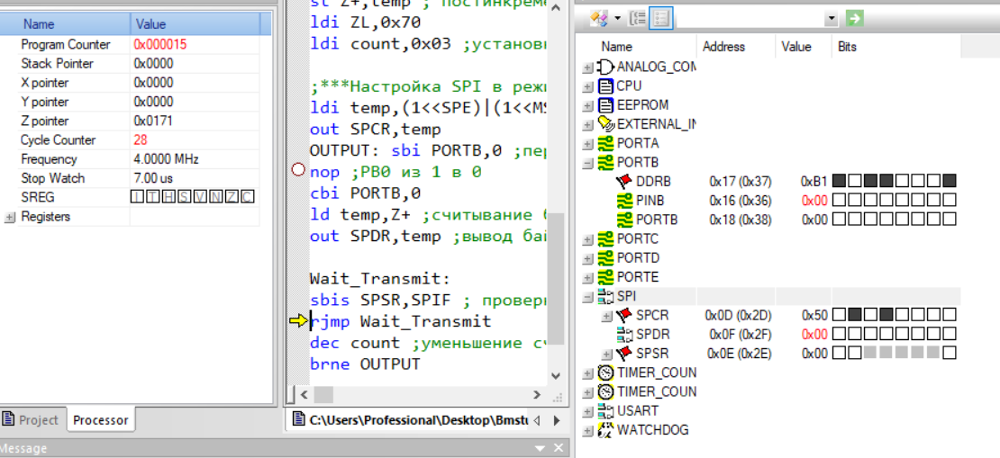 Name Value
Program Counter 0x000015
Stack Pointer 0x0000
X pointer 0x0000
Y pointer 0x0000
Z pointer 0x0171
Cycle Counter 28
Frequency 4.0000 MHz
Stop Watch 7.00 us
SREG I T H S V N Z C
Registers
Project Processor
Message
st Z+,temp ; постинкреме
ldi ZL,0x70
ldi count,0x03 ;установ
;***Настройка SPI в реж
ldi temp,(1<<SPE)|(1<<MS
out SPCR,temp
OUTPUT: sbi PORTB,0 ;пе
nop ;PB0 из 1 в 0
cbi PORTB,0
ld temp,Z+ ;считывание
out SPDR,temp ;вывод ба
Wait_Transmit:
sbis SPSR,SPIF ; провер
rjmp Wait_Transmit
dec count ;уменьшение с
brne OUTPUT
C:\Users\Professional\Desktop\Bmstu
Name Address Value Bits
ANALOG_COM
CPU
EEPROM
EXTERNAL_IN
PORTA
PORTB
DDRB 0x17 (0x37) 0xB1
PINB 0x16 (0x36) 0x00
PORTB 0x18 (0x38) 0x00
PORTC
PORTD
PORTE
SPI
SPCR 0x0D (0x2D) 0x50
SPDR 0x0F (0x2F) 0x00
SPSR 0x0E (0x2E) 0x00
TIMER_COUN
TIMER_COUN
USART
WATCHDOG